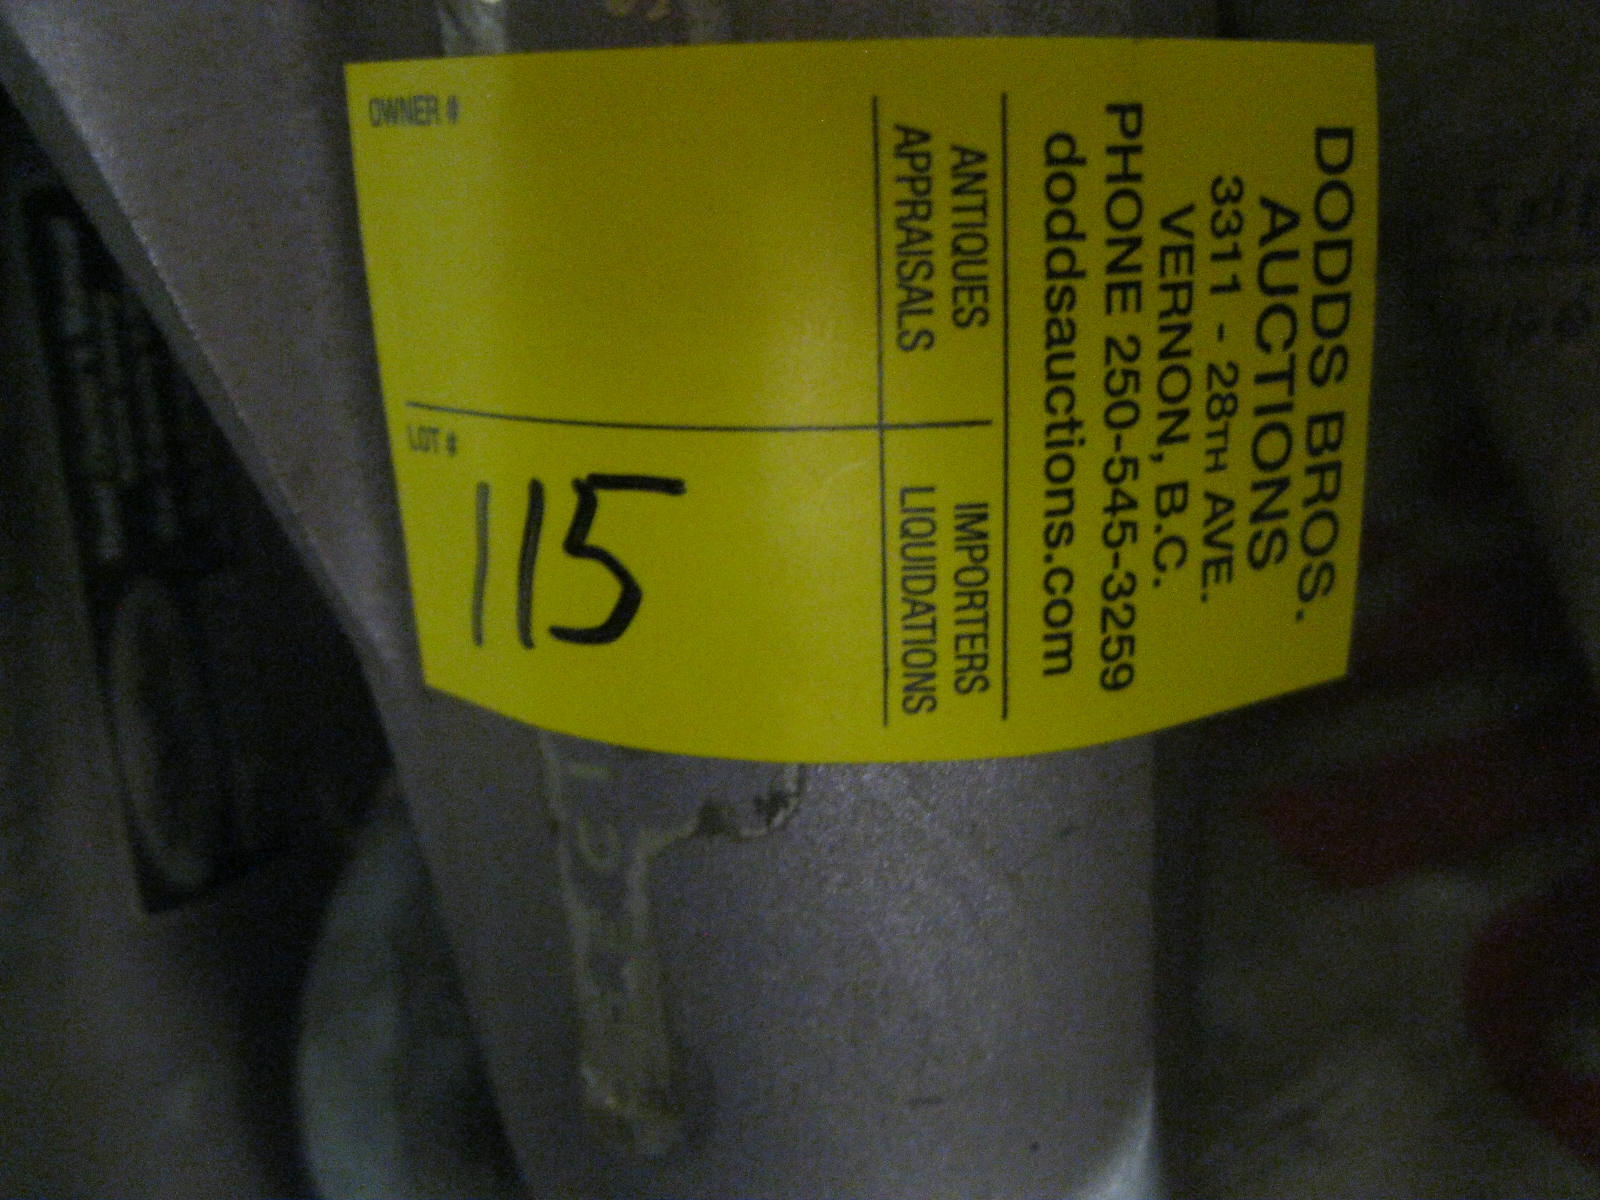 DODDS BROS.
AUCTIONS
3311 - 28TH AVE.
VERNON, B.C.
PHONE 250-545-3259
doddsauctions.com
ANTIQUES
APPRAISALS
IMPORTERS
LIQUIDATIONS
OWNER #
LOT #
115